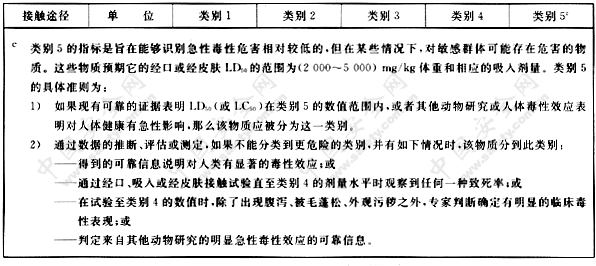 接触途径 单 位 类别1 类别2 类别3 类别4 类别5ᶜ
ᶜ 类别5的指标是旨在能够识别急性毒性危害相对较低的,但在某些情况下,对敏感群体可能存在危害的物
质。这些物质预期它的经口或经皮肤LD₅₀的范围为(2 000～5 000) mg/kg 体重和相应的吸入剂量。类别5
的具体准则为:
1) 如果现有可靠的证据表明LD₅₀(或LC₅₀)在类别5的数值范围内,或者其他动物研究或人体毒性效应表
明对人体健康有急性影响,那么该物质应被分为这一类别。
2) 通过数据的推断、评估或测定,如果不能分类到更危险的类别,并有如下情况时,该物质分到此类别:
——得到的可靠信息说明对人类有显著的毒性效应;或
——通过经口、吸入或经皮肤接触试验直至类别4的剂量水平时观察到任何一种致死率;或
——在试验至类别4的数值时,除了出现腹泻、被毛蓬松、外观污秽之外,专家判断确定有明显的临床毒
性表现;或
——判定来自其他动物研究的明显急性毒性效应的可靠信息。